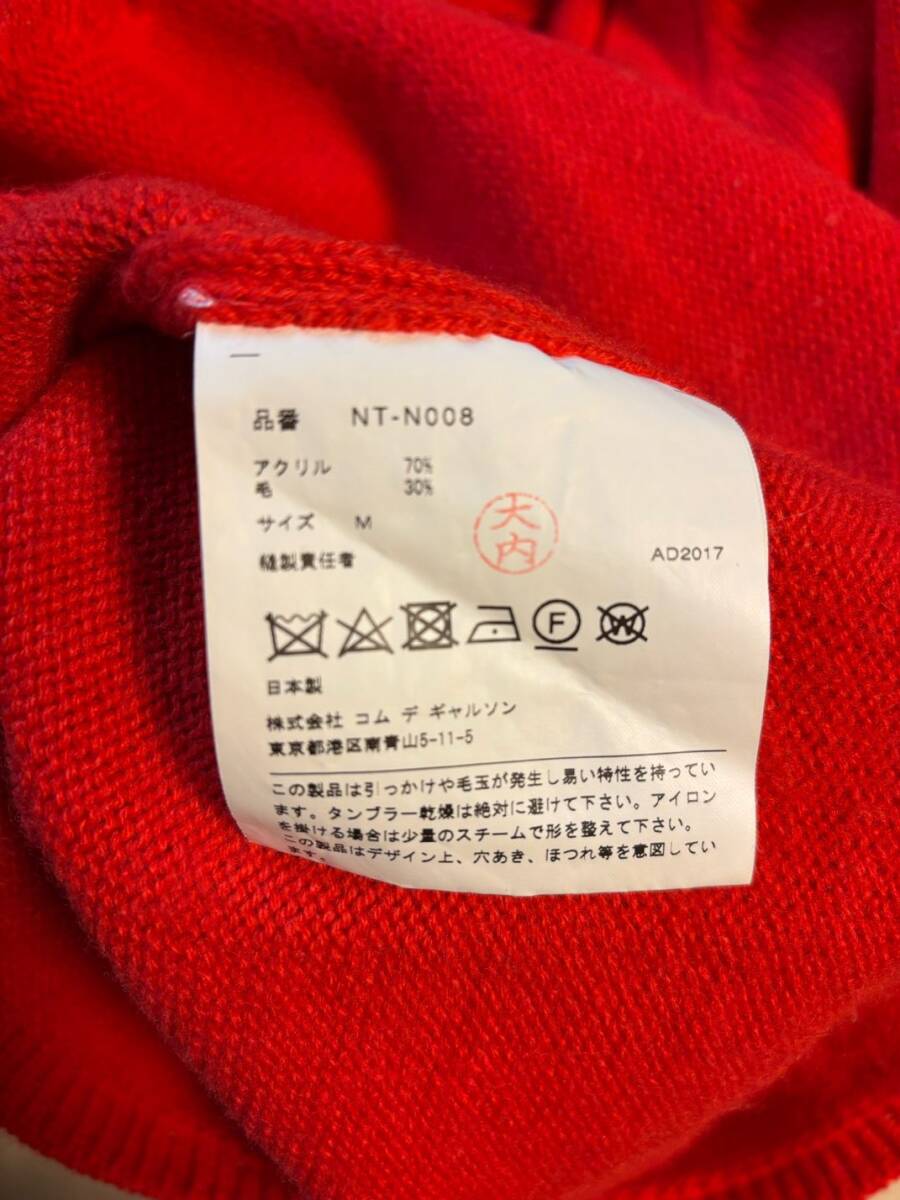 品番 NT-N008
アクリル 70%
毛 30%
サイズ M
縫製責任者 大内 AD2017
F W
日本製
株式会社 コム デ ギャルソン
東京都港区南青山5-11-5
この製品は引っかけや毛玉が発生し易い特性を持ってい
ます。タンブラー乾燥は絶対に避けて下さい。アイロン
を掛ける場合は少量のスチームで形を整えて下さい。
この製品はデザイン上、穴あき、ほつれ等を意図してい
ます。